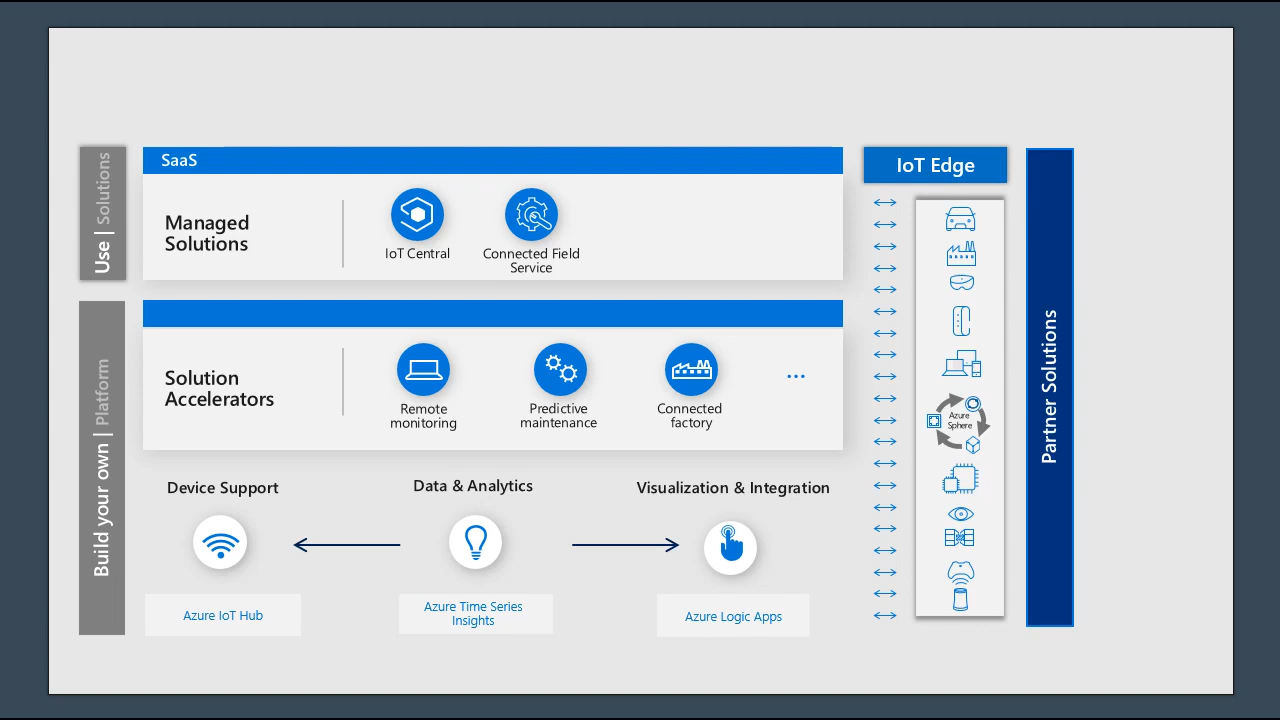 Use | Solutions
SaaS
Managed
Solutions
IoT Central
Connected Field
Service
Build your own | Platform
Solution
Accelerators
Remote
monitoring
Predictive
maintenance
Connected
factory
...
Device Support
Data & Analytics
Visualization & Integration
Azure IoT Hub
Azure Time Series
Insights
Azure Logic Apps
IoT Edge
Azure
Sphere
Partner Solutions